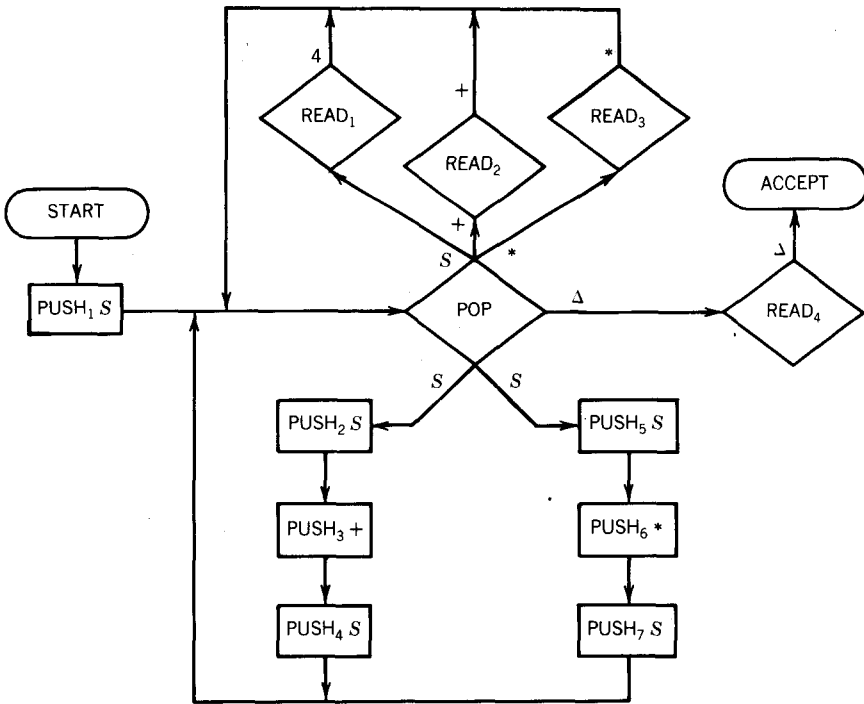 4
*
+
READ₁
READ₃
READ₂
ACCEPT
START
+
S
*
Δ
PUSH₁ S
POP
Δ
READ₄
S
S
PUSH₂ S
PUSH₅ S
PUSH₃ +
PUSH₆ *
PUSH₄ S
PUSH₇ S